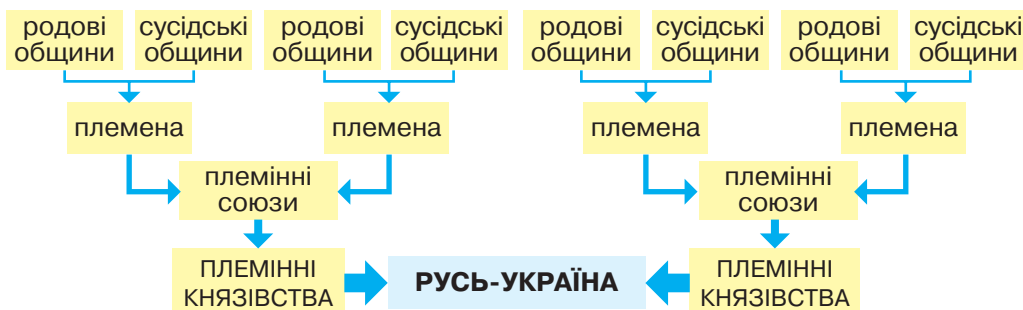 родові
общини
сусідські
общини
родові
общини
сусідські
общини
родові
общини
сусідські
общини
родові
общини
сусідські
общини
племена
племена
племена
племена
племінні
союзи
племінні
союзи
ПЛЕМІННІ
КНЯЗІВСТВА
РУСЬ-УКРАЇНА
ПЛЕМІННІ
КНЯЗІВСТВА